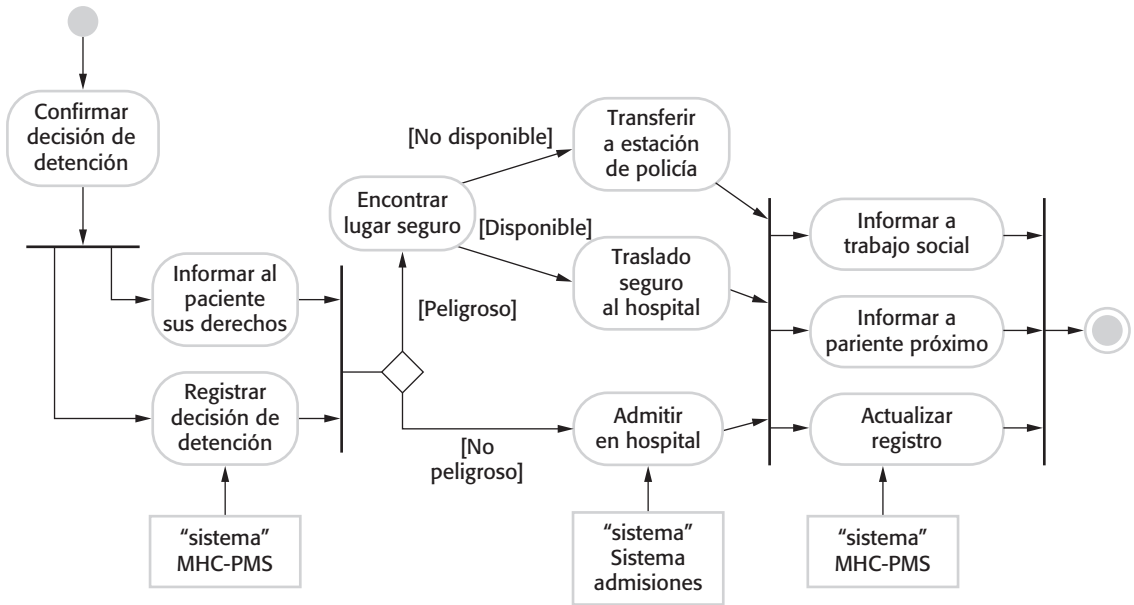 Confirmar
decisión de
detención
Informar al
paciente
sus derechos
Registrar
decisión de
detención
"sistema"
MHC-PMS
Encontrar
lugar seguro
[Peligroso]
[No
peligroso]
[No disponible]
[Disponible]
Transferir
a estación
de policía
Traslado
seguro
al hospital
Admitir
en hospital
"sistema"
Sistema
admisiones
Informar a
trabajo social
Informar a
pariente próximo
Actualizar
registro
"sistema"
MHC-PMS